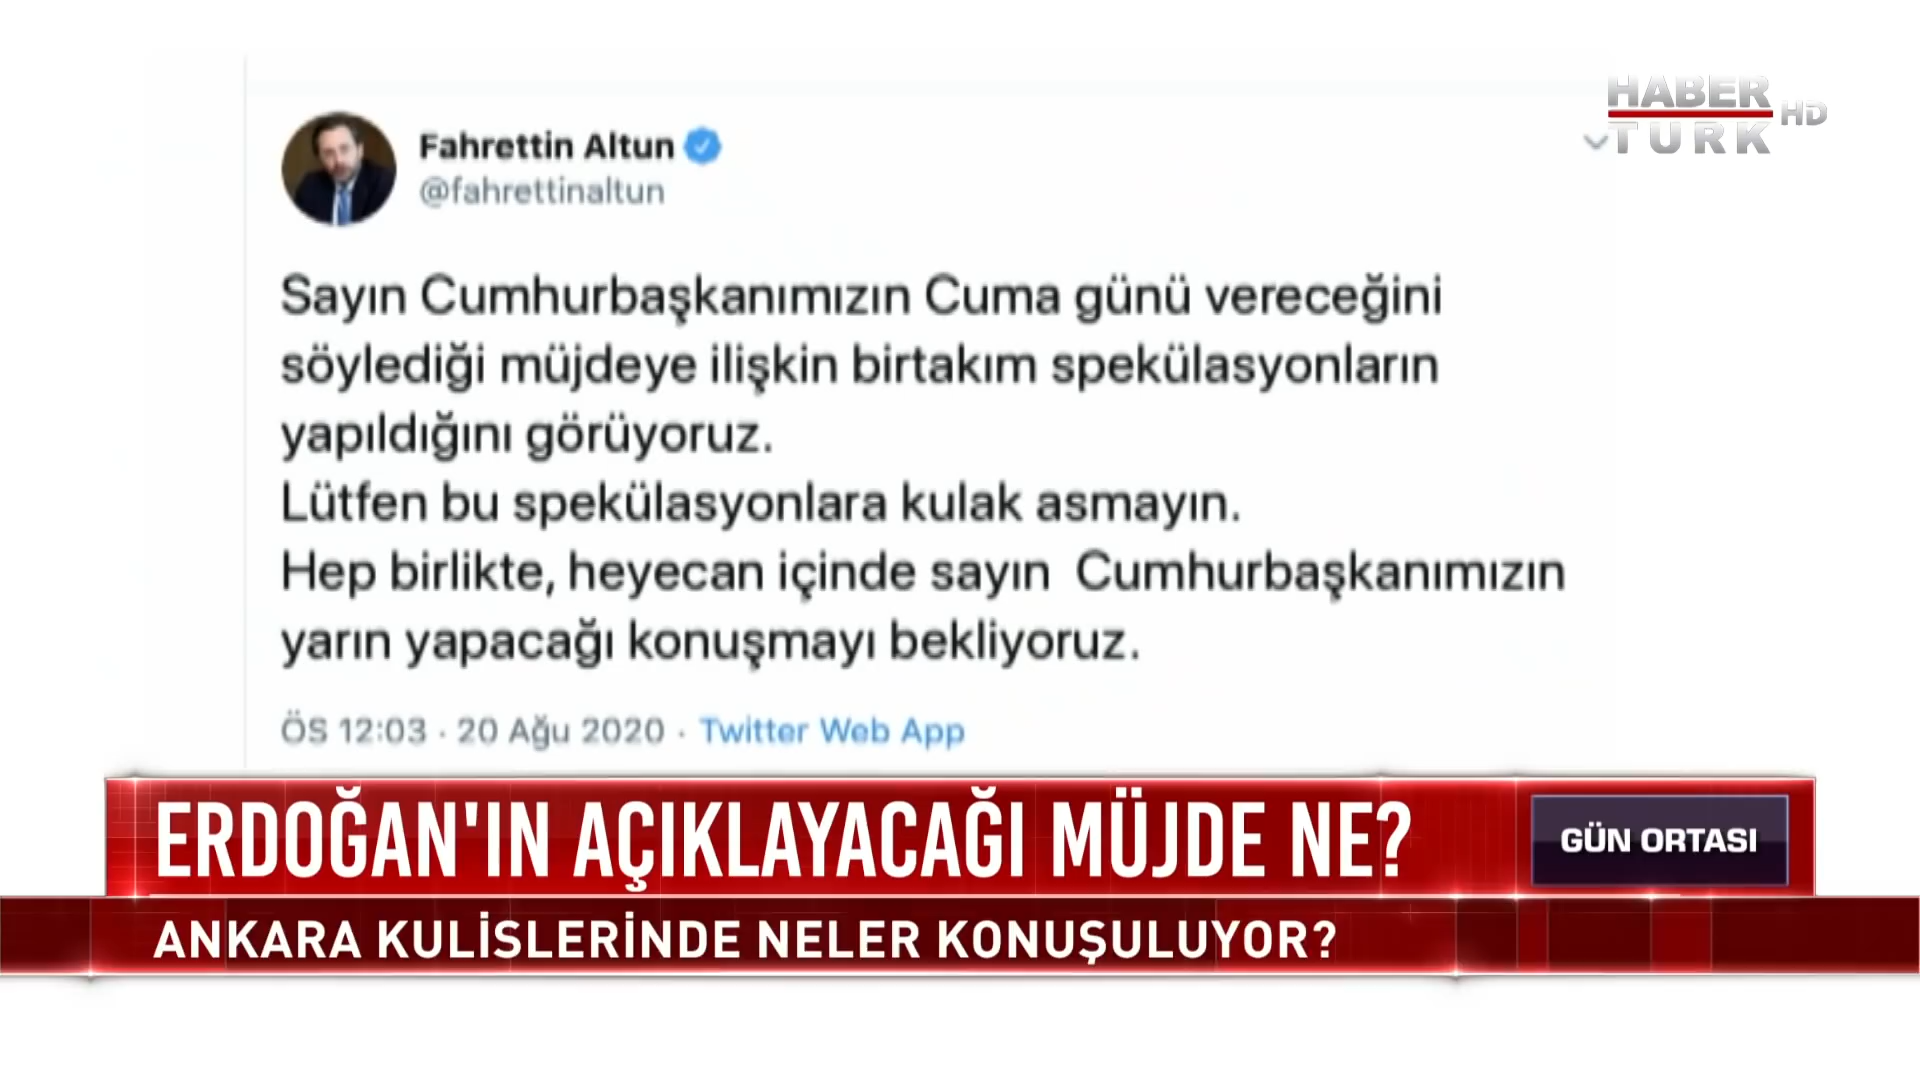 HABER
TURK HD
Fahrettin Altun
@fahrettinaltun
Sayın Cumhurbaşkanımızın Cuma günü vereceğini
söylediği müjdeye ilişkin birtakım spekülasyonların
yapıldığını görüyoruz.
Lütfen bu spekülasyonlara kulak asmayın.
Hep birlikte, heyecan içinde sayın  Cumhurbaşkanımızın
yarın yapacağı konuşmayı bekliyoruz.
ÖS 12:03 · 20 Ağu 2020 · Twitter Web App
ERDOĞAN'IN AÇIKLAYACAĞI MÜJDE NE?
GÜN ORTASI
ANKARA KULİSLERİNDE NELER KONUŞULUYOR?